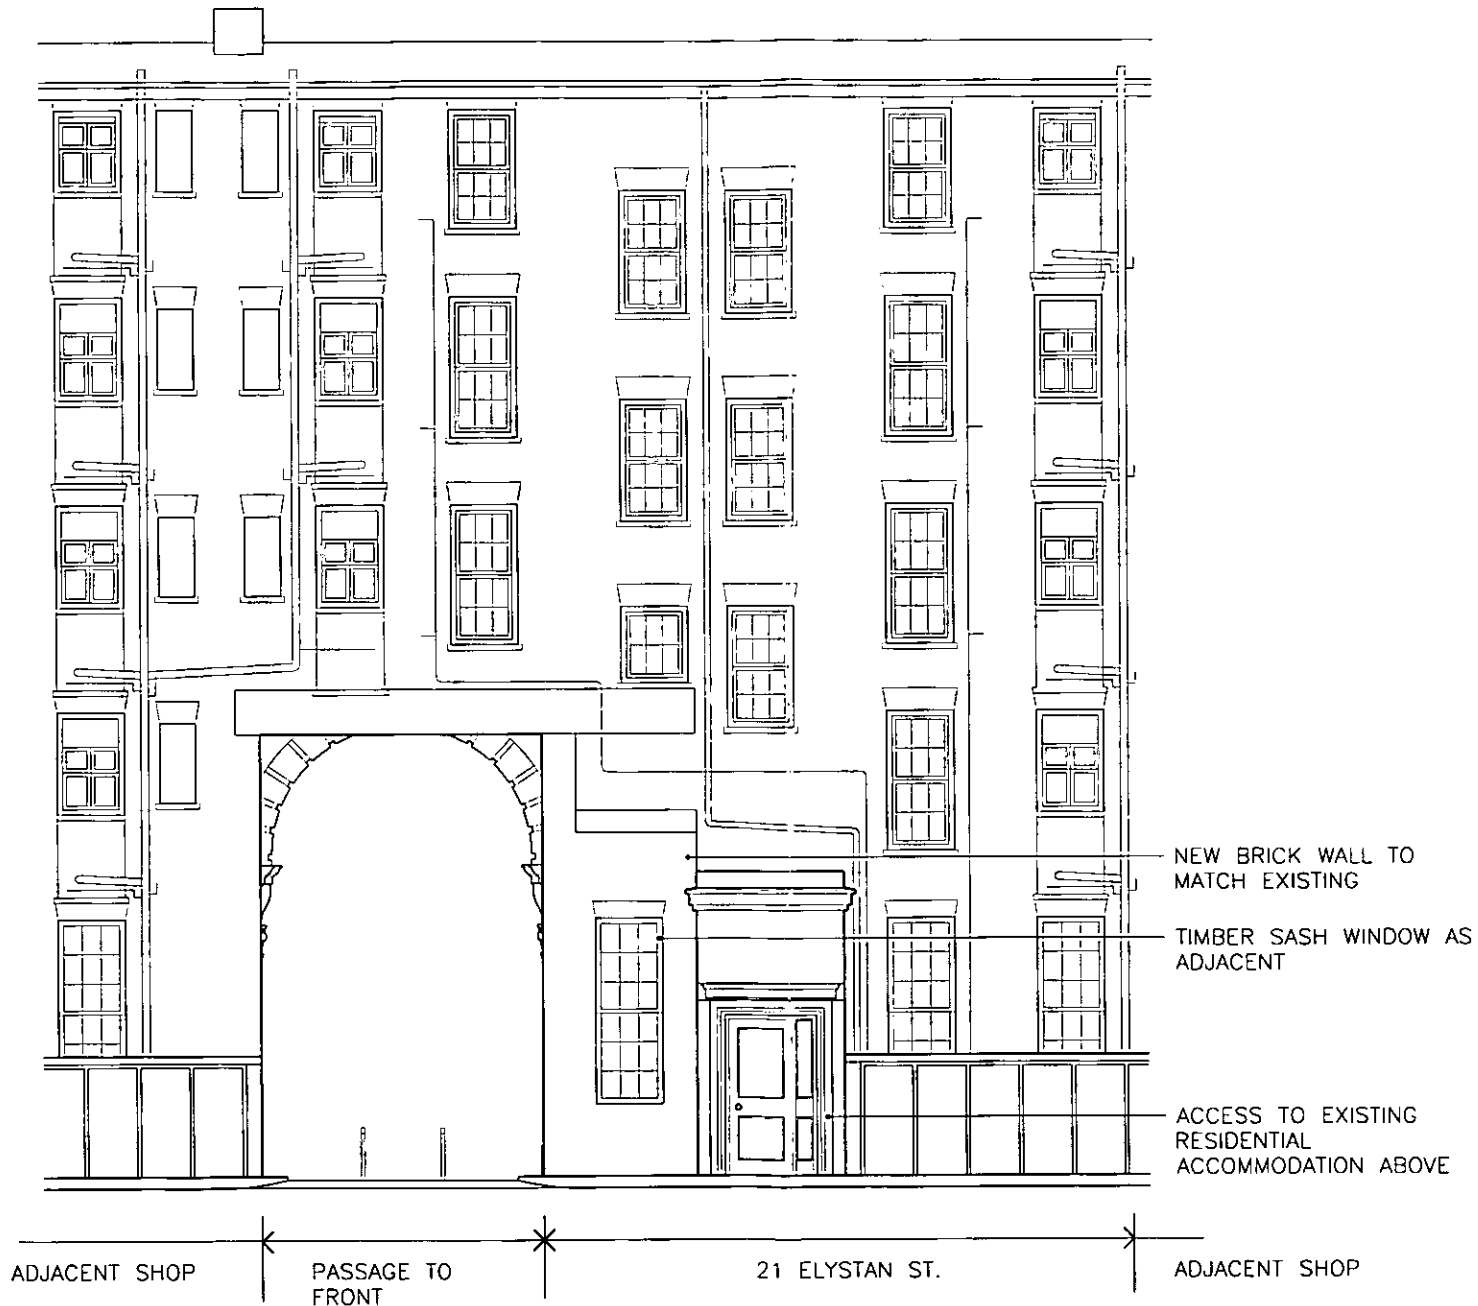 NEW BRICK WALL TO
MATCH EXISTING
TIMBER SASH WINDOW AS
ADJACENT
ACCESS TO EXISTING
RESIDENTIAL
ACCOMMODATION ABOVE
ADJACENT SHOP
PASSAGE TO
FRONT
21 ELYSTAN ST.
ADJACENT SHOP